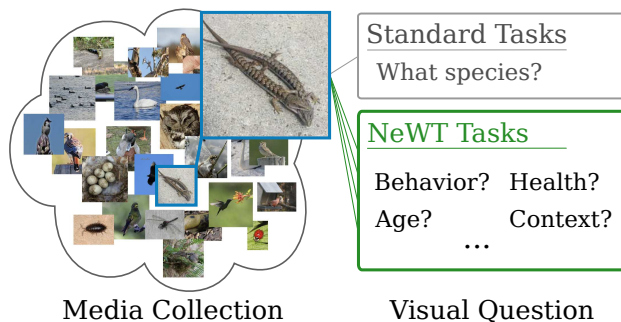 Standard Tasks
What species?
NeWT Tasks
Behavior? Health?
Age? Context?
...
Media Collection
Visual Question